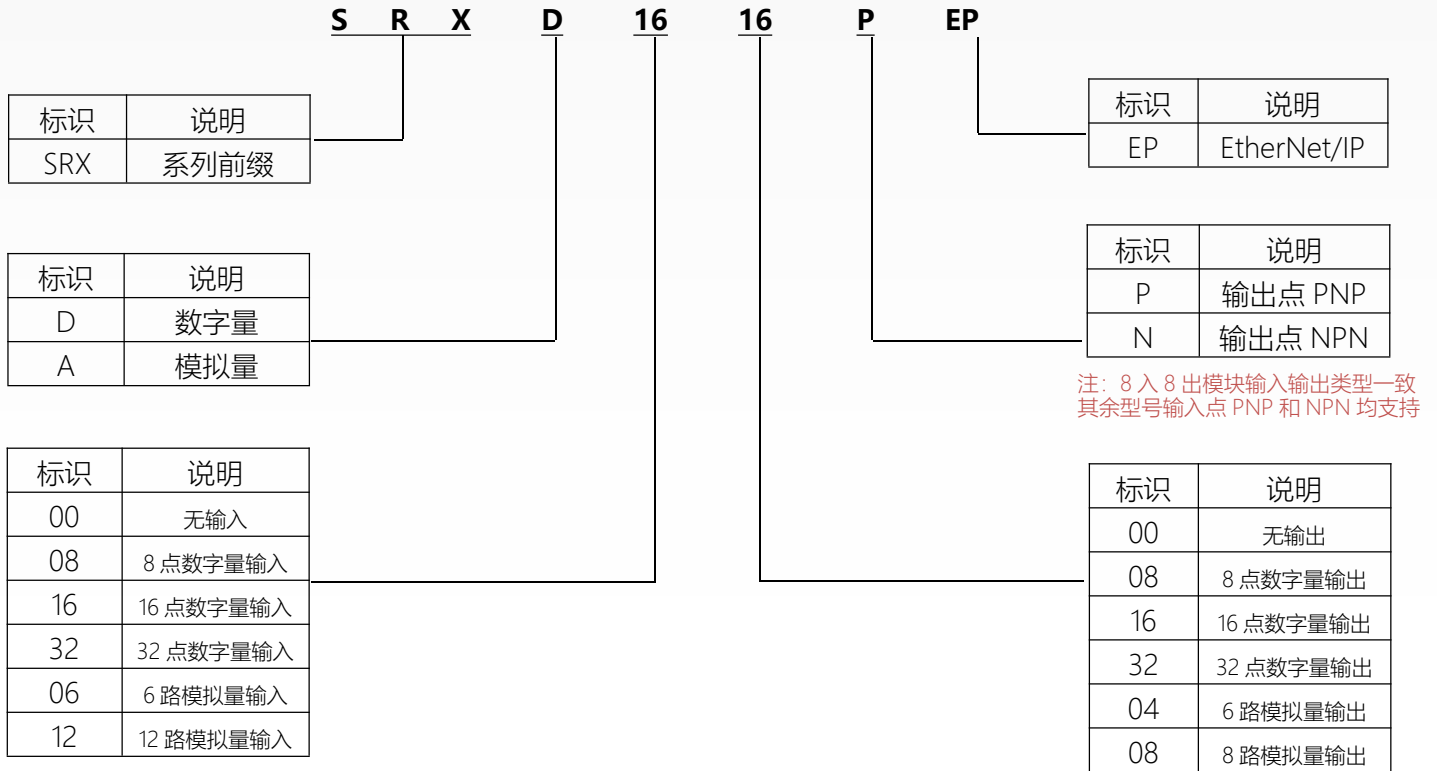 S R X D 16 16 P EP
标识 说明
SRX 系列前缀
标识 说明
D 数字量
A 模拟量
标识 说明
00 无输入
08 8 点数字量输入
16 16 点数字量输入
32 32 点数字量输入
06 6 路模拟量输入
12 12 路模拟量输入
标识 说明
EP EtherNet/IP
标识 说明
P 输出点 PNP
N 输出点 NPN
注：8 入 8 出模块输入输出类型一致
其余型号输入点 PNP 和 NPN 均支持
标识 说明
00 无输出
08 8 点数字量输出
16 16 点数字量输出
32 32 点数字量输出
04 6 路模拟量输出
08 8 路模拟量输出